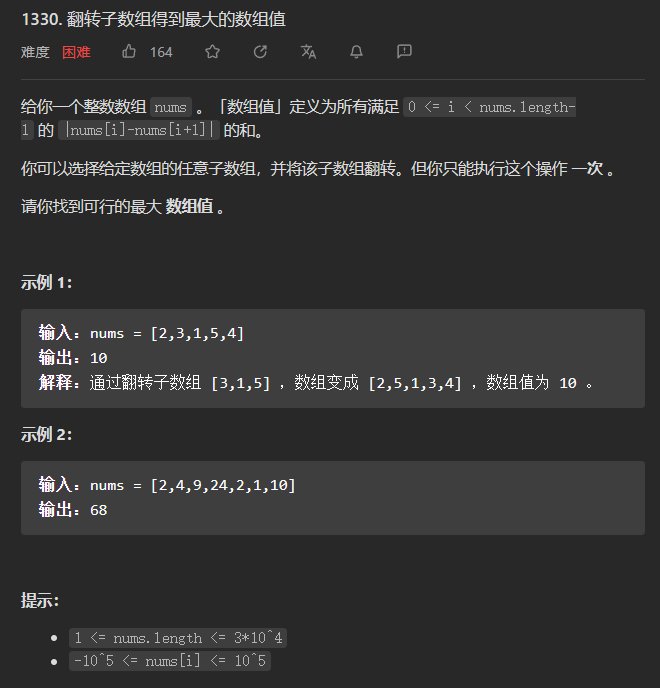 1330. 翻转子数组得到最大的数组值
难度 困难 164
给你一个整数数组 nums 。「数组值」定义为所有满足 0 <= i < nums.length-
1 的 |nums[i]-nums[i+1]| 的和。
你可以选择给定数组的任意子数组，并将该子数组翻转。但你只能执行这个操作 一次 。
请你找到可行的最大 数组值 。
示例 1：
输入：nums = [2,3,1,5,4]
输出：10
解释：通过翻转子数组 [3,1,5] ，数组变成 [2,5,1,3,4] ，数组值为 10 。
示例 2：
输入：nums = [2,4,9,24,2,1,10]
输出：68
提示：
• 1 <= nums.length <= 3*10^4
• -10^5 <= nums[i] <= 10^5